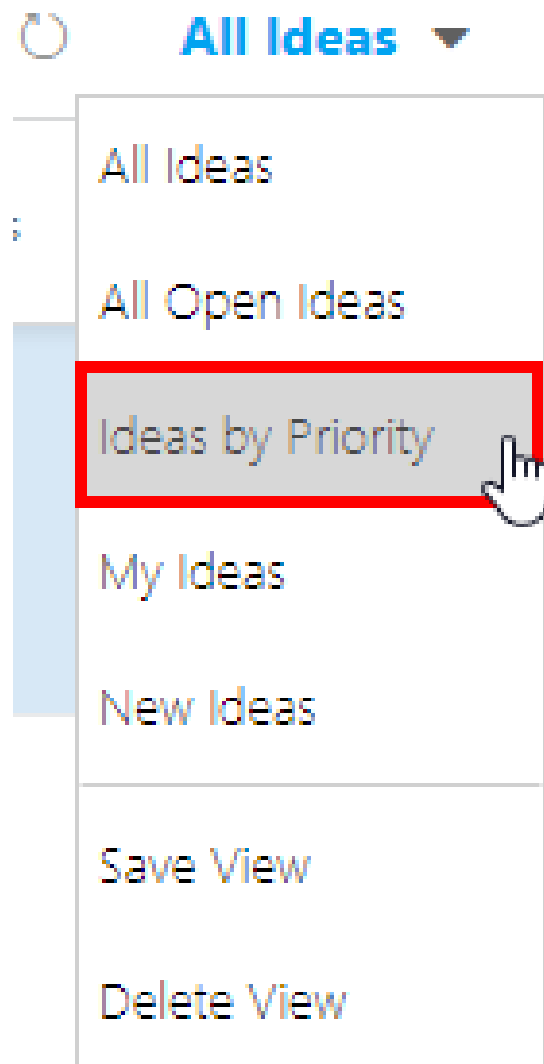 All Ideas
All Ideas
s
All Open Ideas
Ideas by Priority
My Ideas
New Ideas
Save View
Delete View